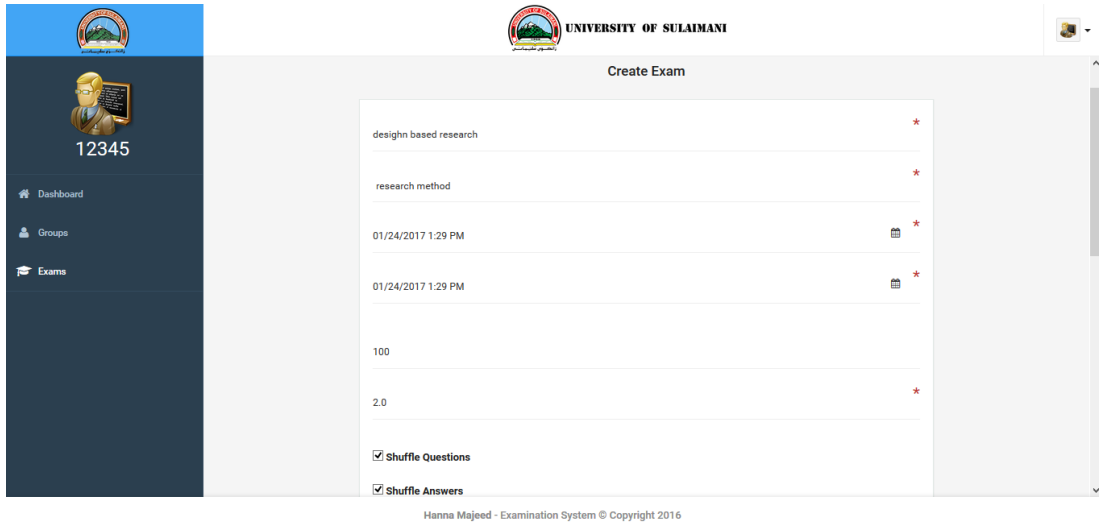 UNIVERSITY OF SULAIMANI
12345
Dashboard
Groups
Exams
Create Exam
desighn based research
research method
01/24/2017 1:29 PM
01/24/2017 1:29 PM
100
2.0
Shuffle Questions
Shuffle Answers
Hanna Majeed - Examination System © Copyright 2016